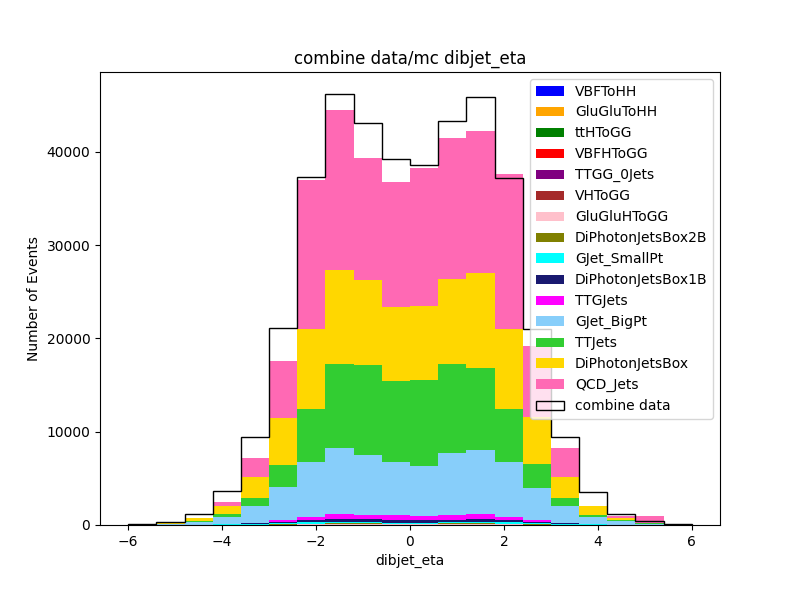 combine data/mc dibjet_eta
Number of Events
40000
30000
20000
10000
0
−6
−4
−2
0
2
4
6
dibjet_eta
VBFToHH
GluGluToHH
ttHToGG
VBFHToGG
TTGG_0Jets
VHToGG
GluGluHToGG
DiPhotonJetsBox2B
GJet_SmallPt
DiPhotonJetsBox1B
TTGJets
GJet_BigPt
TTJets
DiPhotonJetsBox
QCD_Jets
combine data